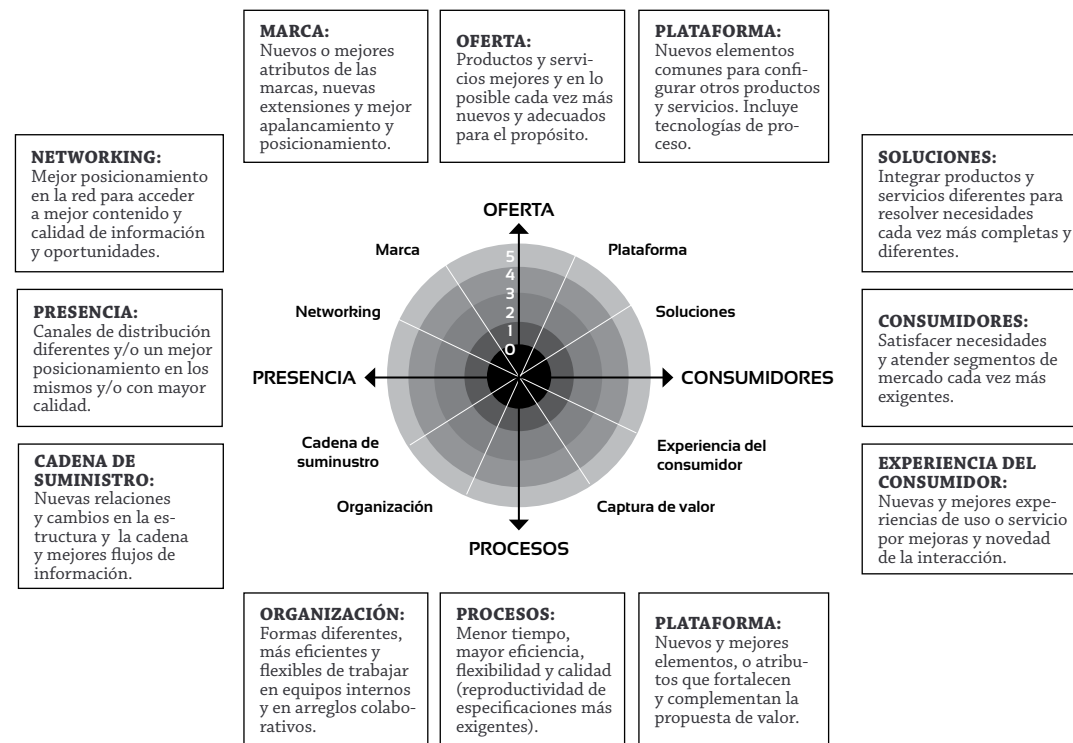 MARCA:
Nuevos o mejores
atributos de las
marcas, nuevas
extensiones y mejor
apalancamiento y
posicionamiento.
OFERTA:
Productos y servi-
cios mejores y en lo
posible cada vez más
nuevos y adecuados
para el propósito.
PLATAFORMA:
Nuevos elementos
comunes para confi-
gurar otros productos
y servicios. Incluye
tecnologías de pro-
ceso.
NETWORKING:
Mejor posicionamiento
en la red para acceder
a mejor contenido y
calidad de información
y oportunidades.
SOLUCIONES:
Integrar productos y
servicios diferentes para
resolver necesidades
cada vez más completas y
diferentes.
PRESENCIA:
Canales de distribución
diferentes y/o un mejor
posicionamiento en los
mismos y/o con mayor
calidad.
CONSUMIDORES:
Satisfacer necesidades
y atender segmentos de
mercado cada vez más
exigentes.
CADENA DE
SUMINISTRO:
Nuevas relaciones
y cambios en la es-
tructura y la cadena
y mejores flujos de
información.
EXPERIENCIA DEL
CONSUMIDOR:
Nuevas y mejores expe-
riencias de uso o servicio
por mejoras y novedad
de la interacción.
OFERTA
Marca
Plataforma
Networking
Soluciones
5
4
3
2
1
0
PRESENCIA
CONSUMIDORES
Cadena de
suminustro
Experiencia del
consumidor
Organización
Captura de valor
PROCESOS
ORGANIZACIÓN:
Formas diferentes,
más eficientes y
flexibles de trabajar
en equipos internos
y en arreglos colabo-
rativos.
PROCESOS:
Menor tiempo,
mayor eficiencia,
flexibilidad y calidad
(reproductividad de
especificaciones más
exigentes).
PLATAFORMA:
Nuevos y mejores
elementos, o atribu-
tos que fortalecen
y complementan la
propuesta de valor.